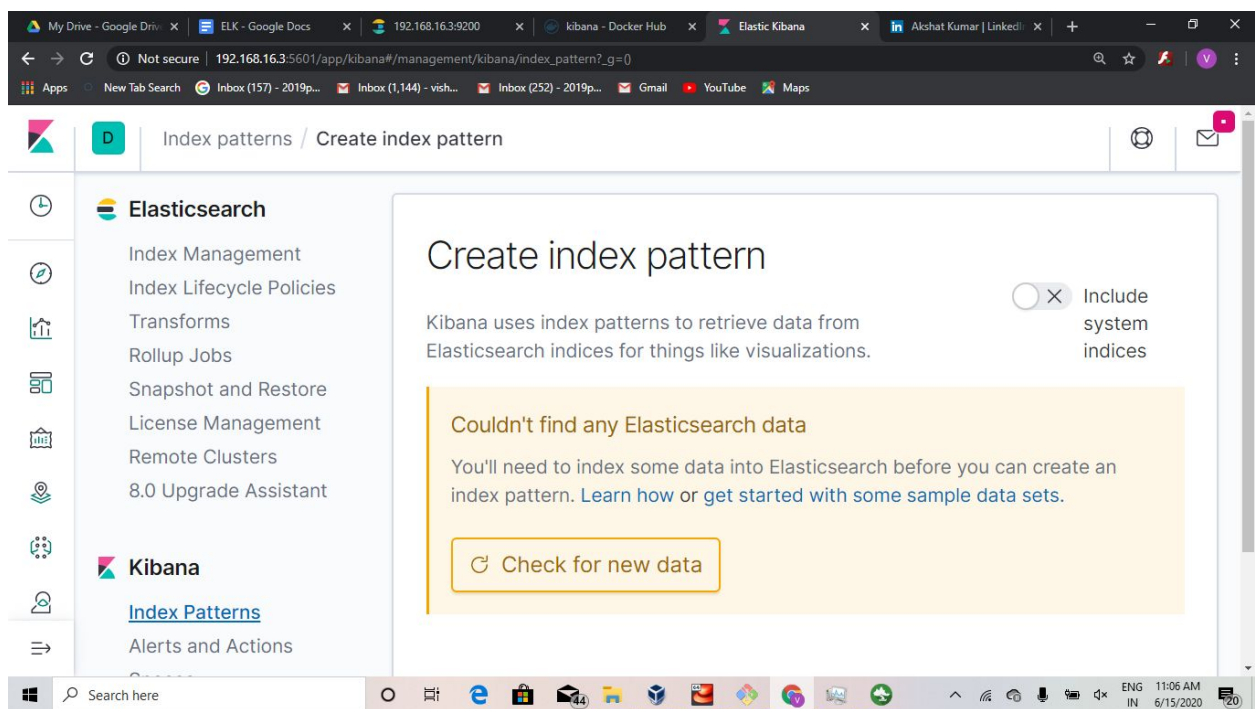 My Drive - Google Driv
ELK - Google Docs
192.168.16.3:9200
kibana - Docker Hub
Elastic Kibana
Akshat Kumar | LinkedIn
Not secure | 192.168.16.3:5601/app/kibana#/management/kibana/index_pattern?_g=()
Apps
New Tab Search
Inbox (157) - 2019p...
Inbox (1,144) - vish...
Inbox (252) - 2019p...
Gmail
YouTube
Maps
V
D
Index patterns / Create index pattern
Elasticsearch
Index Management
Index Lifecycle Policies
Transforms
Rollup Jobs
Snapshot and Restore
License Management
Remote Clusters
8.0 Upgrade Assistant
Kibana
Index Patterns
Alerts and Actions
Create index pattern
Kibana uses index patterns to retrieve data from
Elasticsearch indices for things like visualizations.
Include
system
indices
Couldn't find any Elasticsearch data
You'll need to index some data into Elasticsearch before you can create an
index pattern. Learn how or get started with some sample data sets.
Check for new data
Search here
44
ENG
IN
11:06 AM
6/15/2020
20